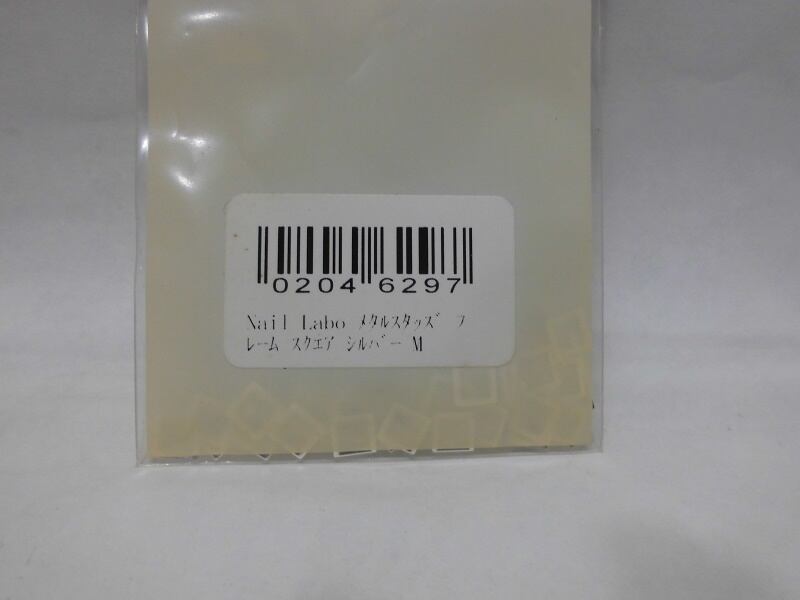 0204 6297
Nail Labo ﾒﾀﾙｽﾀｯｽﾞ ﾌ
ﾚｰﾑ ｽｸｴｱ ｼﾙﾊﾞｰ M